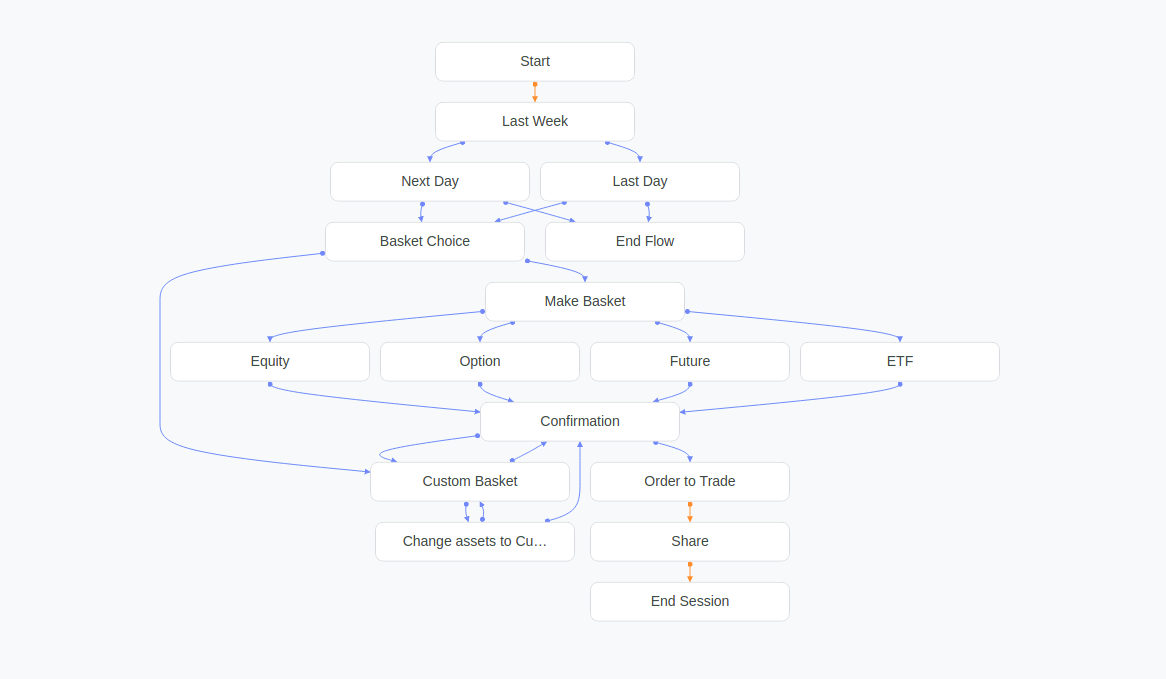 Start
Last Week
Next Day
Last Day
Basket Choice
End Flow
Make Basket
Equity
Option
Future
ETF
Confirmation
Custom Basket
Order to Trade
Change assets to Cu…
Share
End Session